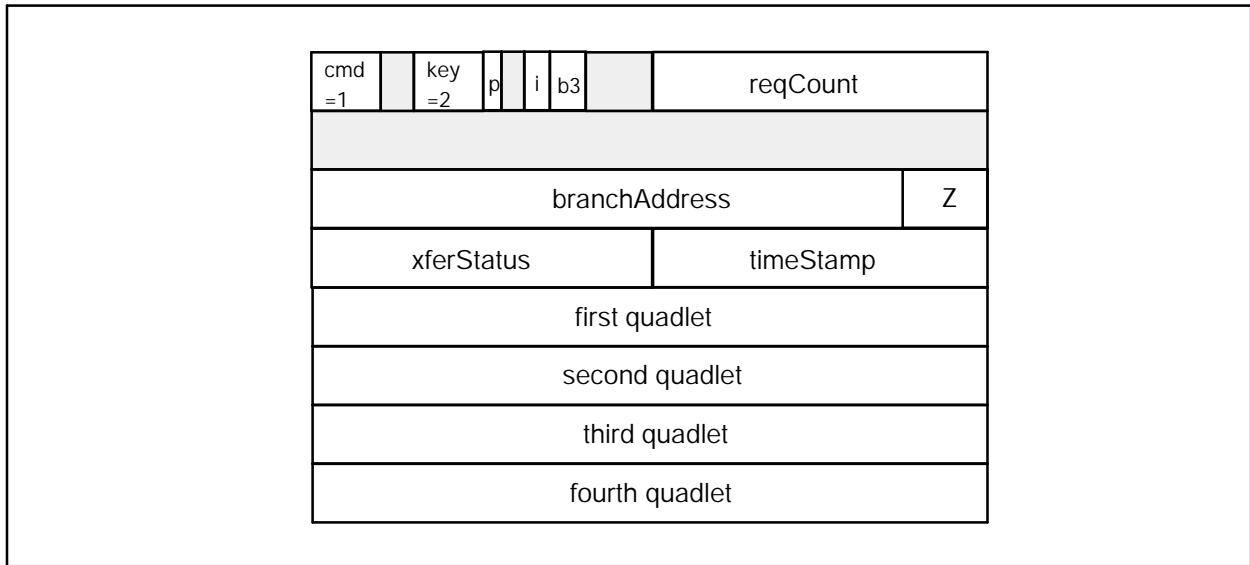 cmd =1 key =2 p i b3 reqCount
branchAddress Z
xferStatus timeStamp
first quadlet
second quadlet
third quadlet
fourth quadlet